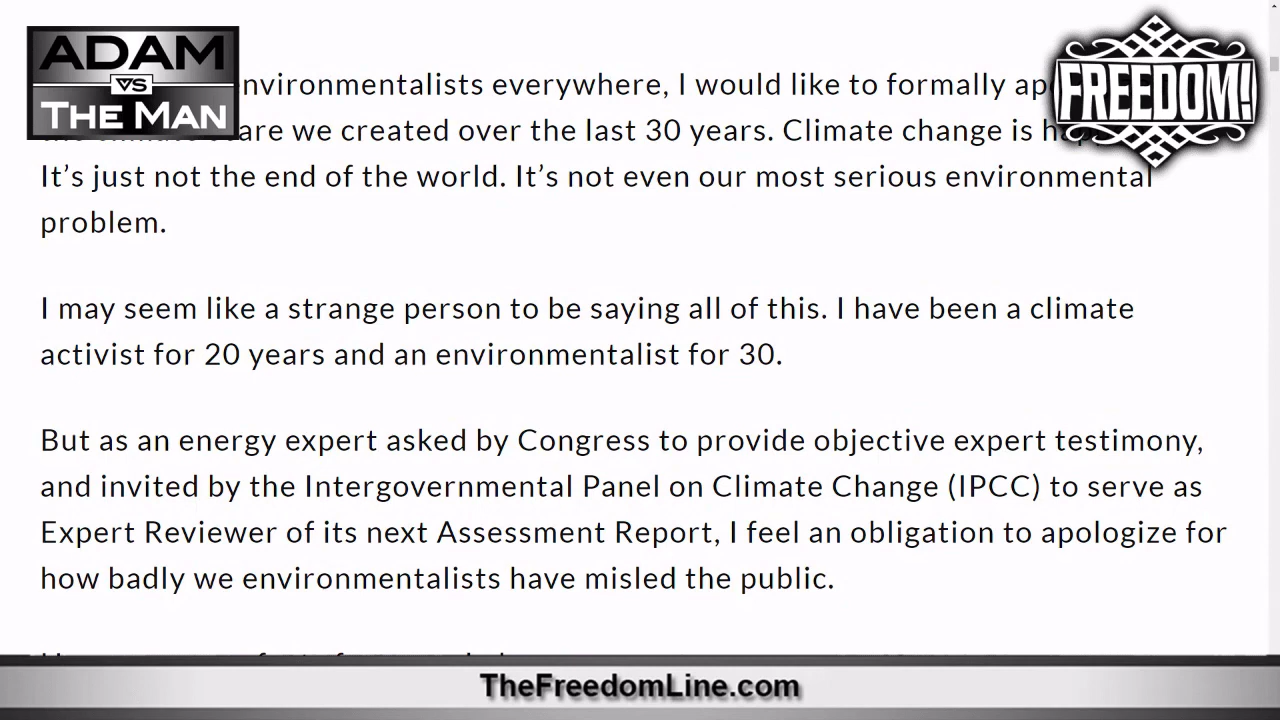 ADAM
VS
THE MAN
FREEDOM!
nvironmentalists everywhere, I would like to formally ap
are we created over the last 30 years. Climate change is
It’s just not the end of the world. It’s not even our most serious environmental
problem.
I may seem like a strange person to be saying all of this. I have been a climate
activist for 20 years and an environmentalist for 30.
But as an energy expert asked by Congress to provide objective expert testimony,
and invited by the Intergovernmental Panel on Climate Change (IPCC) to serve as
Expert Reviewer of its next Assessment Report, I feel an obligation to apologize for
how badly we environmentalists have misled the public.
TheFreedomLine.com